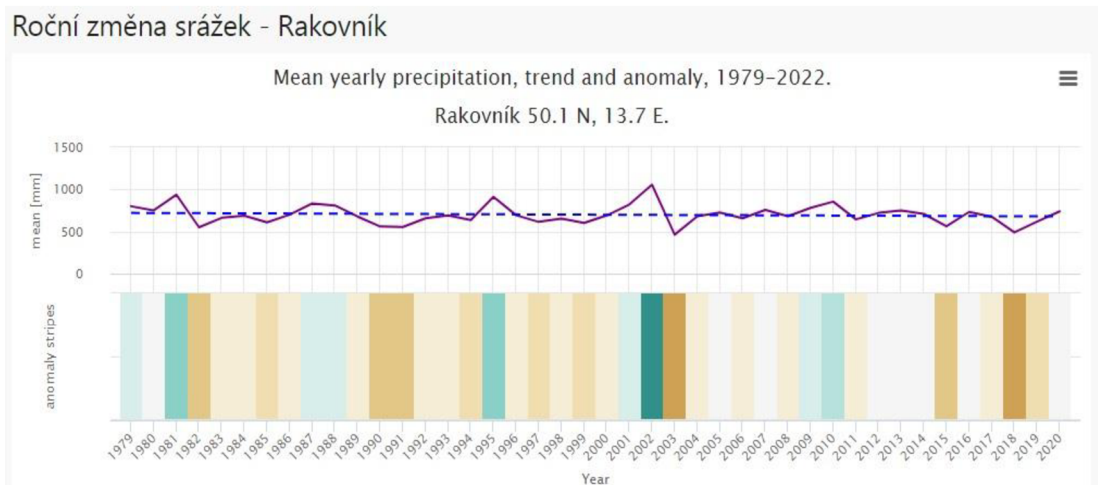 Roční změna srážek - Rakovník
Mean yearly precipitation, trend and anomaly, 1979–2022.
Rakovník 50.1 N, 13.7 E.
1500
1000
500
0
mean [mm]
anomaly stripes
1979 1980 1981 1982 1983 1984 1985 1986 1987 1988 1989 1990 1991 1992 1993 1994 1995 1996 1997 1998 1999 2000 2001 2002 2003 2004 2005 2006 2007 2008 2009 2010 2011 2012 2013 2014 2015 2016 2017 2018 2019 2020
Year